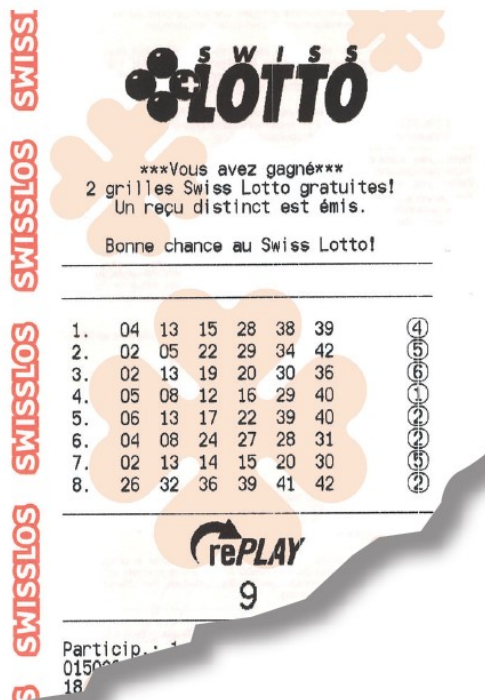 SWISS
LOTTO
***Vous avez gagné***
2 grilles Swiss Lotto gratuites!
Un reçu distinct est émis.
Bonne chance au Swiss Lotto!
1. 04 13 15 28 38 39 4
2. 02 05 22 29 34 42 5
3. 02 13 19 20 30 36 6
4. 05 08 12 16 29 40 1
5. 06 13 17 22 39 40 2
6. 04 08 24 27 28 31 2
7. 02 13 14 15 20 30 5
8. 26 32 36 39 41 42 2
rePLAY
9
Particip.:
18
SWISS
SWISSLOS
SWISSLOS
SWISSLOS